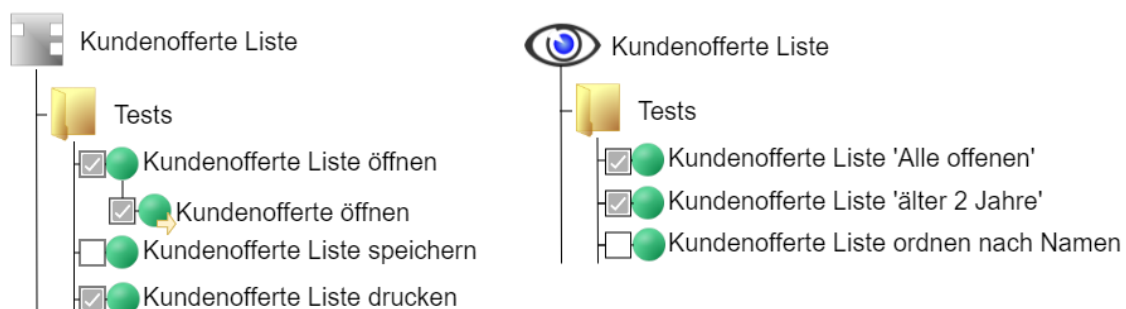 Kundenofferte Liste
Tests
Kundenofferte Liste öffnen
Kundenofferte öffnen
Kundenofferte Liste speichern
Kundenofferte Liste drucken
Kundenofferte Liste
Tests
Kundenofferte Liste 'Alle offenen'
Kundenofferte Liste 'älter 2 Jahre'
Kundenofferte Liste ordnen nach Namen